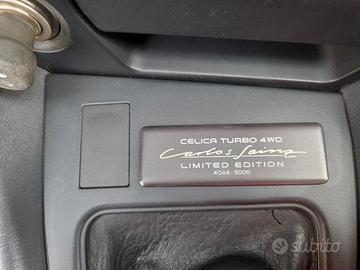 CELICA TURBO 4WD
Carlos Sainz
LIMITED EDITION
4068-5000
subito